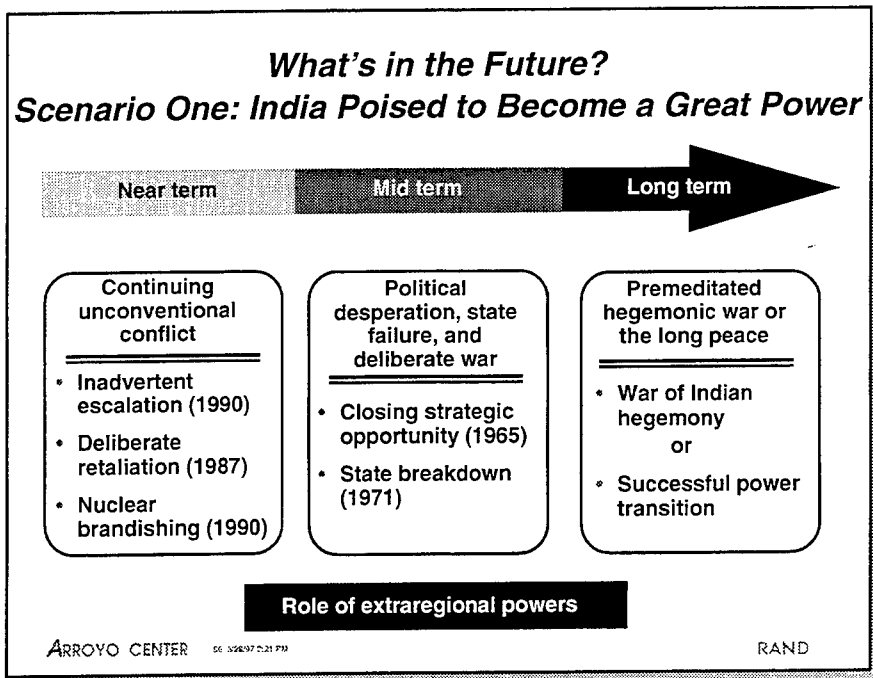 What's in the Future?
Scenario One: India Poised to Become a Great Power
Near term
Mid term
Long term
Continuing
unconventional
conflict
• Inadvertent
escalation (1990)
• Deliberate
retaliation (1987)
• Nuclear
brandishing (1990)
Political
desperation, state
failure, and
deliberate war
• Closing strategic
opportunity (1965)
• State breakdown
(1971)
Premeditated
hegemonic war or
the long peace
• War of Indian
hegemony
or
• Successful power
transition
Role of extraregional powers
ARROYO CENTER
RAND